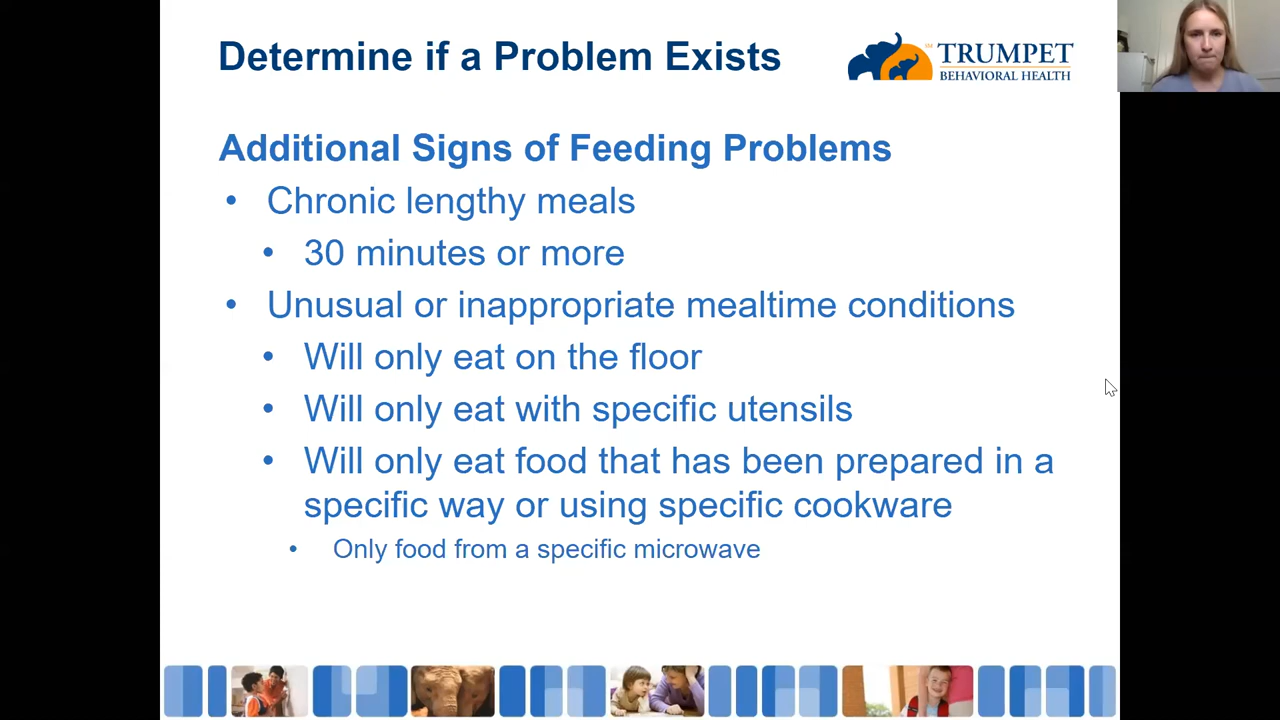 Determine if a Problem Exists
TRUMPET
BEHAVIORAL HEALTH
Additional Signs of Feeding Problems
• Chronic lengthy meals
• 30 minutes or more
• Unusual or inappropriate mealtime conditions
• Will only eat on the floor
• Will only eat with specific utensils
• Will only eat food that has been prepared in a
specific way or using specific cookware
• Only food from a specific microwave